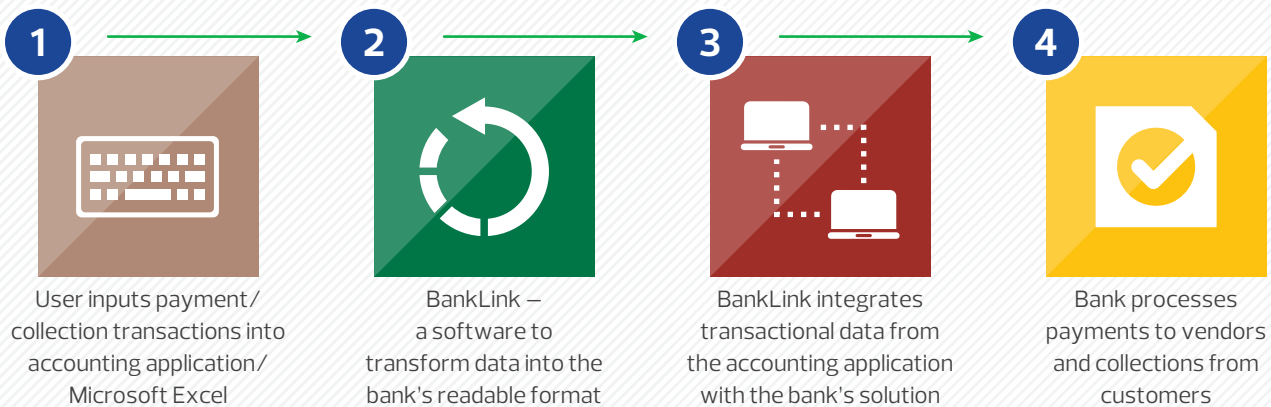 1
User inputs payment/
collection transactions into
accounting application/
Microsoft Excel
2
BankLink –
a software to
transform data into the
bank's readable format
3
BankLink integrates
transactional data from
the accounting application
with the bank's solution
4
Bank processes
payments to vendors
and collections from
customers